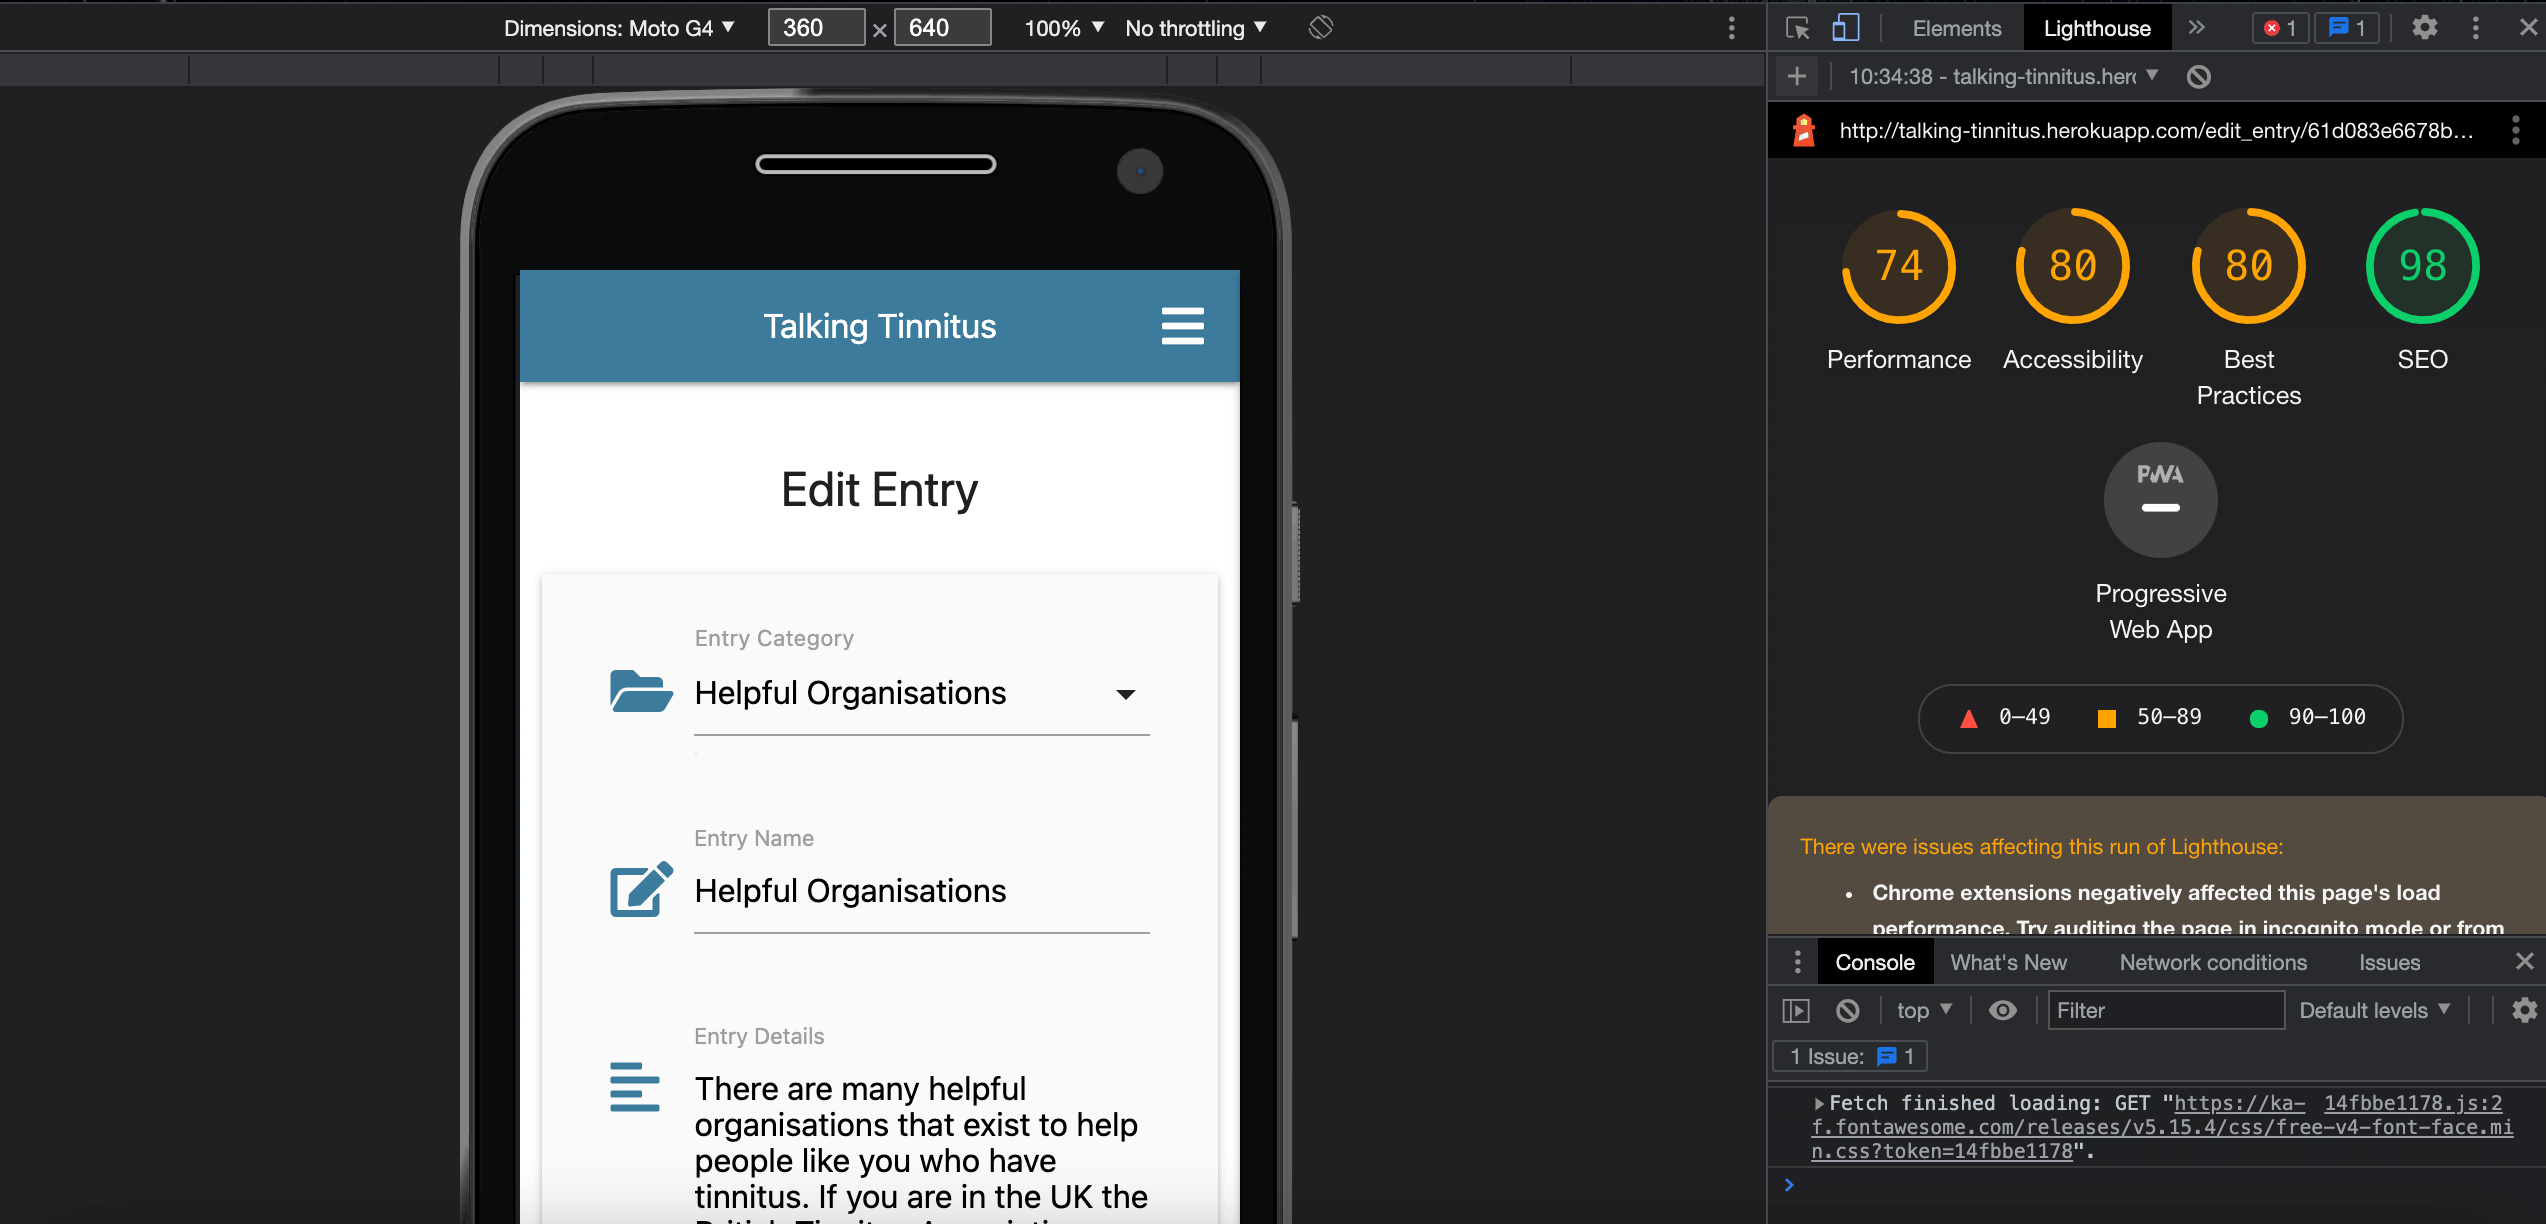 Dimensions: Moto G4 ▼ 360 × 640 100% ▼ No throttling ▼
Elements Lighthouse » 1 1
10:34:38 - talking-tinnitus.her ▼
http://talking-tinnitus.herokuapp.com/edit_entry/61d083e6678b…
74 80 80 98
Performance Accessibility Best Practices SEO
PWA
Progressive
Web App
0–49 50–89 90–100
There were issues affecting this run of Lighthouse:
• Chrome extensions negatively affected this page's load
performance. Try auditing the page in incognito mode or from
Console What's New Network conditions Issues
top ▼ Filter Default levels ▼
1 Issue: 1
Fetch finished loading: GET "https://ka- 14fbbe1178.js:2
f.fontawesome.com/releases/v5.15.4/css/free-v4-font-face.mi
n.css?token=14fbbe1178".
Talking Tinnitus
Edit Entry
Entry Category
Helpful Organisations
Entry Name
Helpful Organisations
Entry Details
There are many helpful
organisations that exist to help
people like you who have
tinnitus. If you are in the UK the